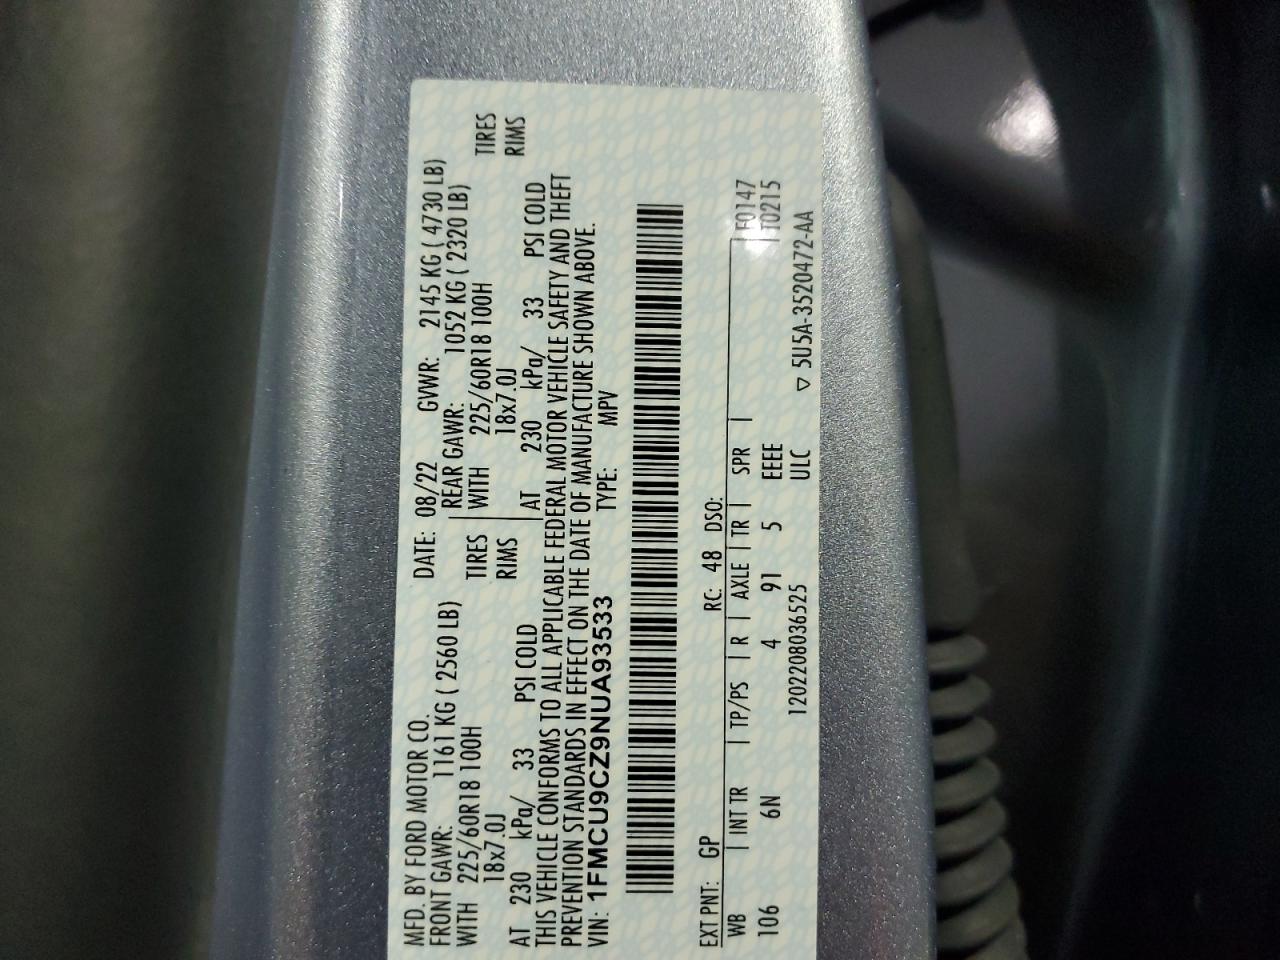 MFD. BY FORD MOTOR CO. DATE: 08/22 GVWR: 2145 KG ( 4730 LB)
FRONT GAWR: 1161 KG ( 2560 LB) REAR GAWR: 1052 KG ( 2320 LB)
WITH 225/60R18 100H TIRES WITH 225/60R18 100H TIRES
18x7.0J RIMS 18x7.0J RIMS
AT 230 kPa/ 33 PSI COLD AT 230 kPa/ 33 PSI COLD
THIS VEHICLE CONFORMS TO ALL APPLICABLE FEDERAL MOTOR VEHICLE SAFETY AND THEFT
PREVENTION STANDARDS IN EFFECT ON THE DATE OF MANUFACTURE SHOWN ABOVE.
VIN: 1FMCU9CZ9NUA93533 TYPE: MPV
EXT PNT: GP RC: 48 DSO:
WB | INT TR | TP/PS | R | AXLE | TR | SPR | F0147
106 6N 4 91 5 EEEE T0215
1202208036525 ULC ▽ 5U5A-3520472-AA